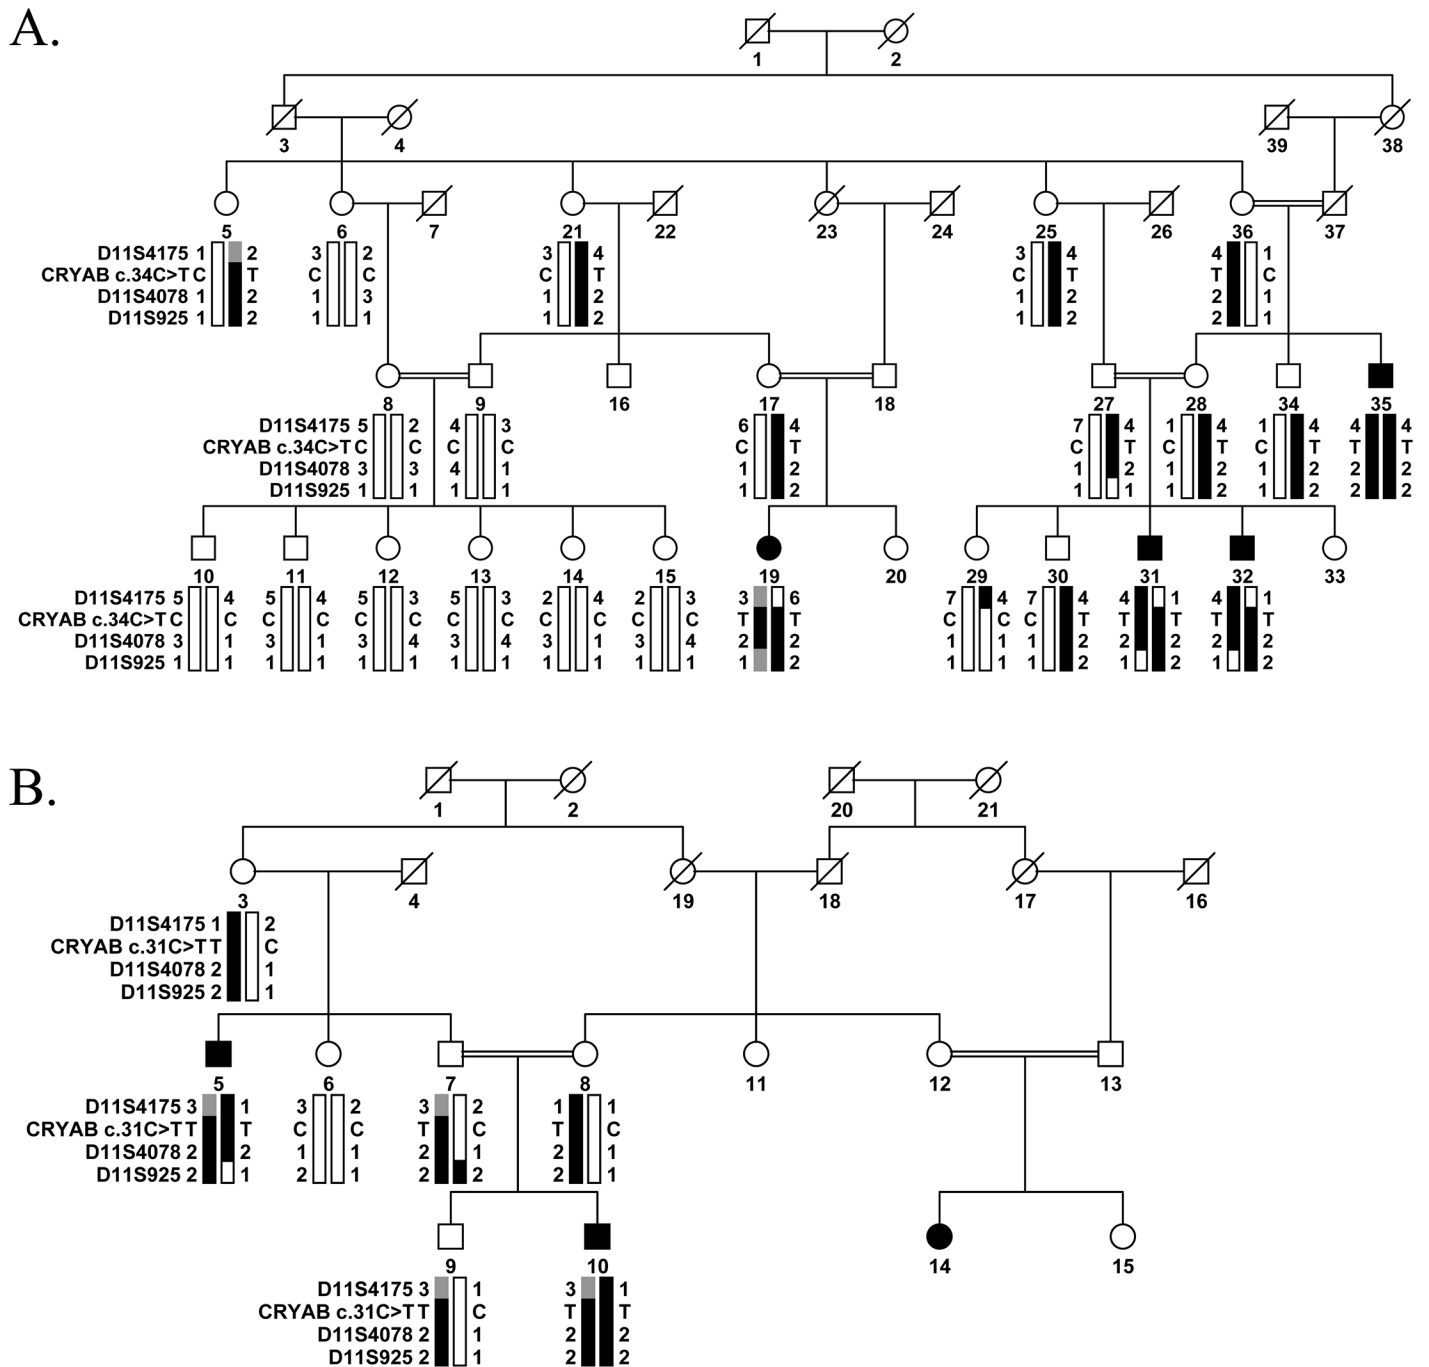 A.
1 2
3 4 39 38
5 6 7 21 22 23 24 25 26 36 37
D11S4175 1 2 3 2 3 4 3 4 4 1
CRYAB c.34C>T C T C C C T C T T C
D11S4078 1 2 1 3 1 2 1 2 2 1
D11S925 1 2 1 1 1 2 1 2 2 1
8 9 16 17 18 27 28 34 35
D11S4175 5 2 4 3 6 4 7 4 1 4 1 4 4 4
CRYAB c.34C>T C C C C C T C T C T C T T T
D11S4078 3 3 4 1 1 2 1 2 1 2 1 2 2 2
D11S925 1 1 1 1 1 2 1 1 1 2 1 2 2 2
10 11 12 13 14 15 19 20 29 30 31 32 33
D11S4175 5 4 5 4 5 3 5 3 2 4 2 3 3 6 7 4 7 4 4 1 4 1
CRYAB c.34C>T C C C C C C C C C C C C T T C C C T T T T T
D11S4078 3 1 3 1 3 4 3 4 3 1 3 4 2 2 1 1 1 2 2 2 2 2
D11S925 1 1 1 1 1 1 1 1 1 1 1 1 1 2 1 1 1 2 1 2 1 2
B.
1 2 20 21
3 4 19 18 17 16
D11S4175 1 2
CRYAB c.31C>T T C
D11S4078 2 1
D11S925 2 1
5 6 7 8 11 12 13
D11S4175 3 1 3 2 3 2 1 1
CRYAB c.31C>T T T C C T C T C
D11S4078 2 2 1 1 2 1 2 1
D11S925 2 1 2 1 2 2 2 1
9 10 14 15
D11S4175 3 1 3 1
CRYAB c.31C>T T C T T
D11S4078 2 1 2 2
D11S925 2 1 2 2